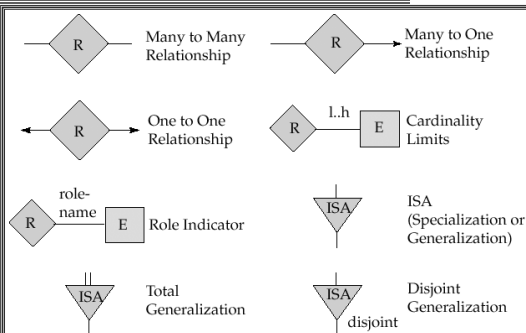 R
Many to Many
Relationship
R
Many to One
Relationship
R
One to One
Relationship
R
l..h
E
Cardinality
Limits
R
role-
name
E
Role Indicator
ISA
ISA
(Specialization or
Generalization)
ISA
Total
Generalization
ISA
disjoint
Disjoint
Generalization